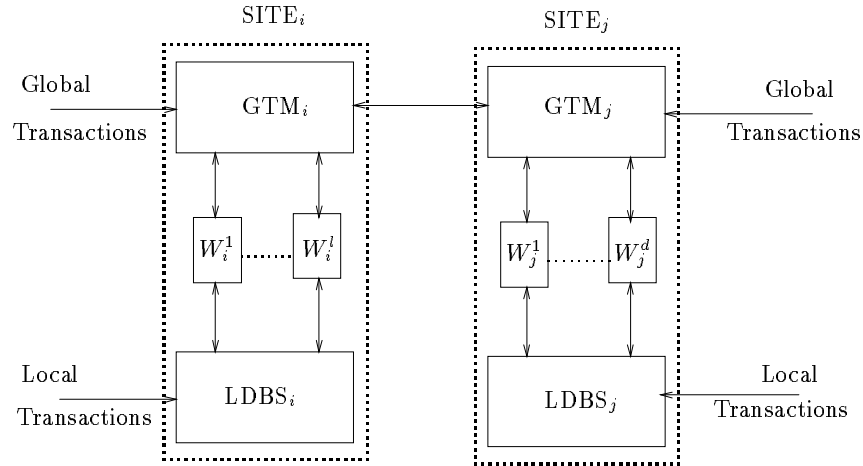 SITE_i
SITE_j
Global
Transactions
GTM_i
GTM_j
Global
Transactions
W_i^1
W_i^l
W_j^1
W_j^d
Local
Transactions
LDBS_i
LDBS_j
Local
Transactions